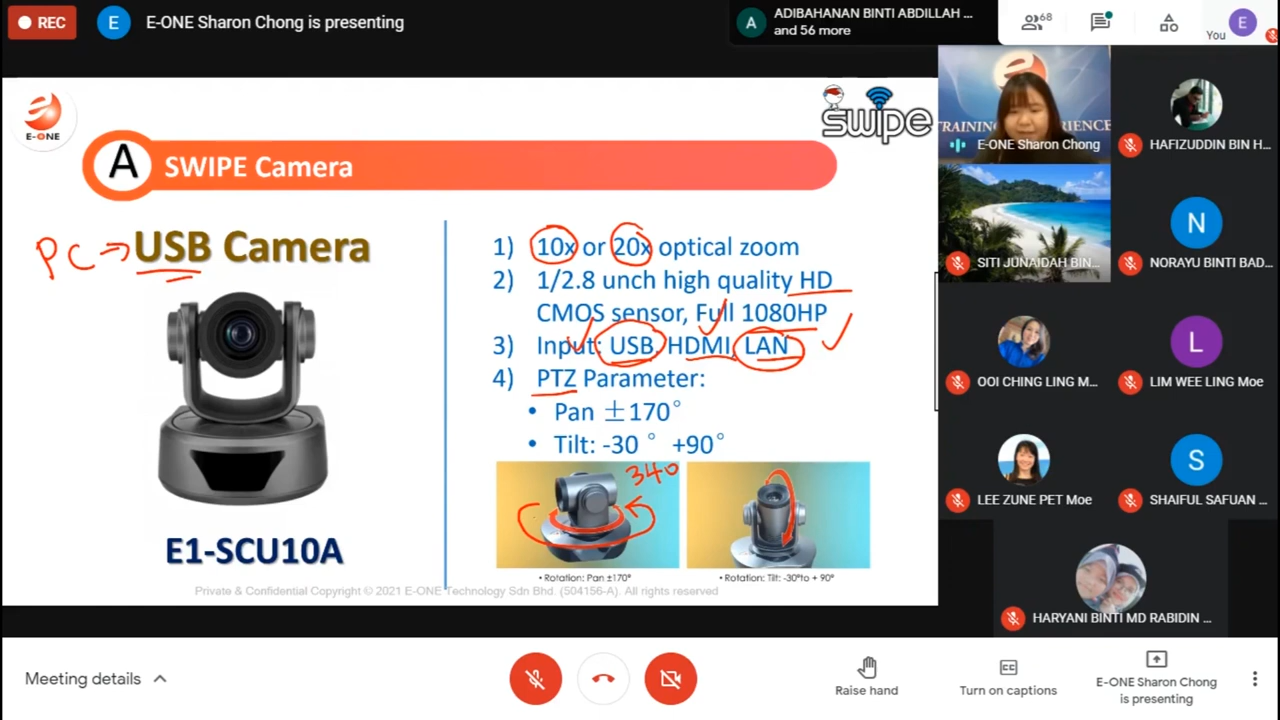 REC
E
E-ONE Sharon Chong is presenting
A
ADIBAHANAN BINTI ABDILLAH ...
and 56 more
68
You
E
E-ONE
swipe
A
SWIPE Camera
PC → USB Camera
E1-SCU10A
1) 10x or 20x optical zoom
2) 1/2.8 unch high quality HD
CMOS sensor, Full 1080HP
3) Input: USB, HDMI, LAN
4) PTZ Parameter:
• Pan ±170°
• Tilt: -30 ° +90°
340
• Rotation: Pan ±170°
• Rotation: Tilt: -30°to + 90°
Private & Confidential Copyright © 2021 E-ONE Technology Sdn Bhd. (504156-A). All rights reserved
E-ONE Sharon Chong
HAFIZUDDIN BIN H...
SITI JUNAIDAH BIN...
N
NORAYU BINTI BAD...
OOI CHING LING M...
L
LIM WEE LING Moe
LEE ZUNE PET Moe
S
SHAIFUL SAFUAN ...
HARYANI BINTI MD RABIDIN ...
Meeting details
Raise hand
Turn on captions
E-ONE Sharon Chong
is presenting